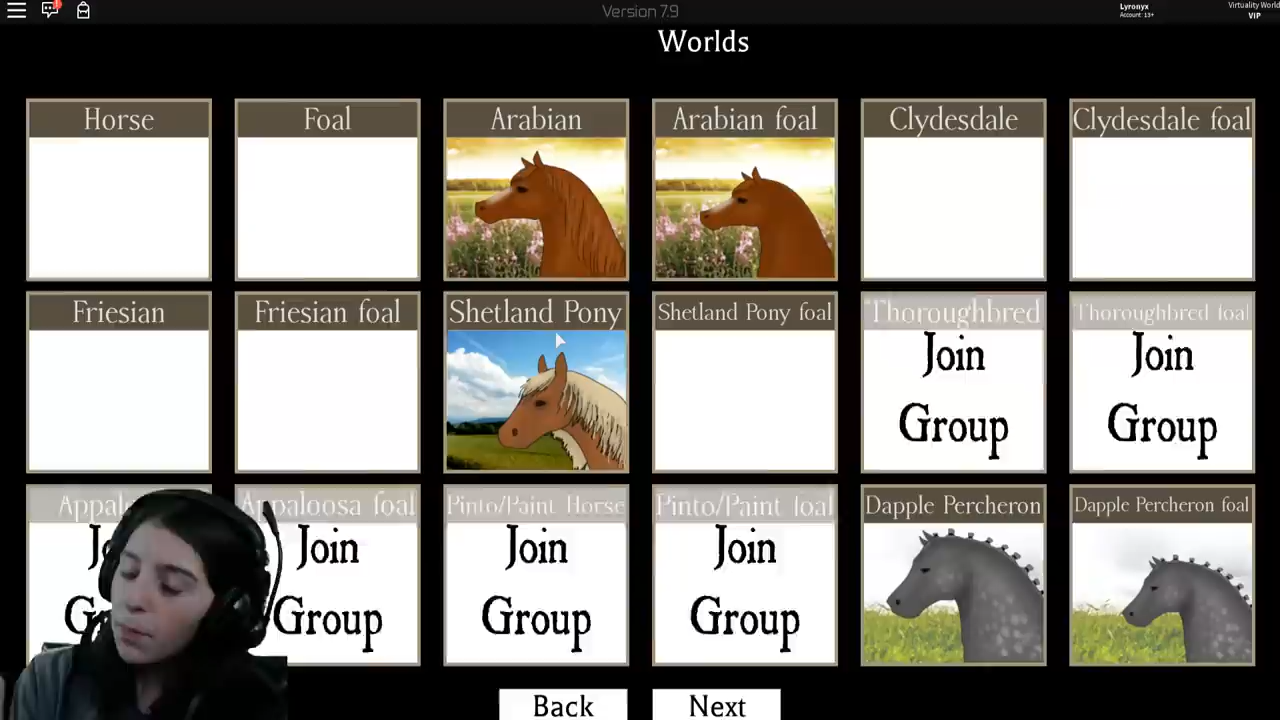 Version 7.9
Lyronyx
Account: 13+
Virtuality World
VIP
Worlds
Horse
Foal
Arabian
Arabian foal
Clydesdale
Clydesdale foal
Friesian
Friesian foal
Shetland Pony
Shetland Pony foal
Thoroughbred
Join
Group
Thoroughbred foal
Join
Group
Appaloosa foal
Join
Group
Pinto/Paint Horse
Join
Group
Pinto/Paint foal
Join
Group
Dapple Percheron
Dapple Percheron foal
Back
Next